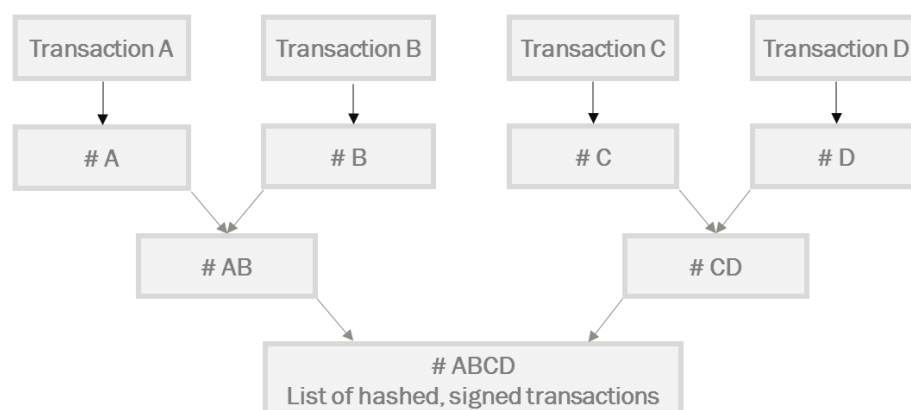 Transaction A
Transaction B
Transaction C
Transaction D
# A
# B
# C
# D
# AB
# CD
# ABCD
List of hashed, signed transactions